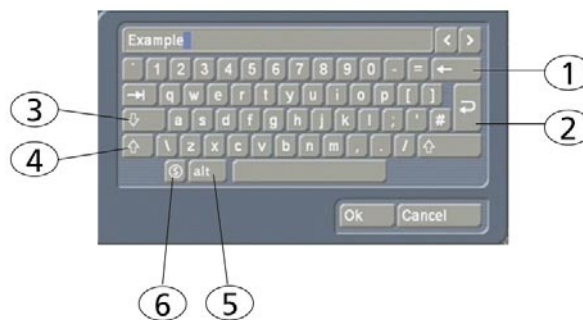 Example < >
` 1 2 3 4 5 6 7 8 9 0 - = ←
q w e r t y u i o p [ ]
a s d f g h j k l ; ' #
\ z x c v b n m , . /
alt
Ok Cancel
1
2
3
4
5
6